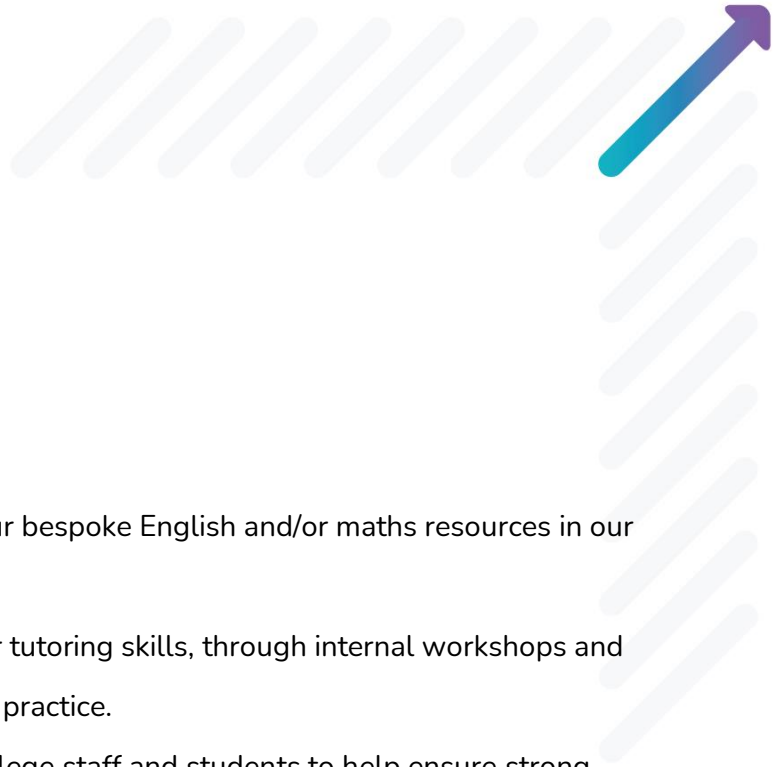 r bespoke English and/or maths resources in our
tutoring skills, through internal workshops and
practice.
lege staff and students to help ensure strong